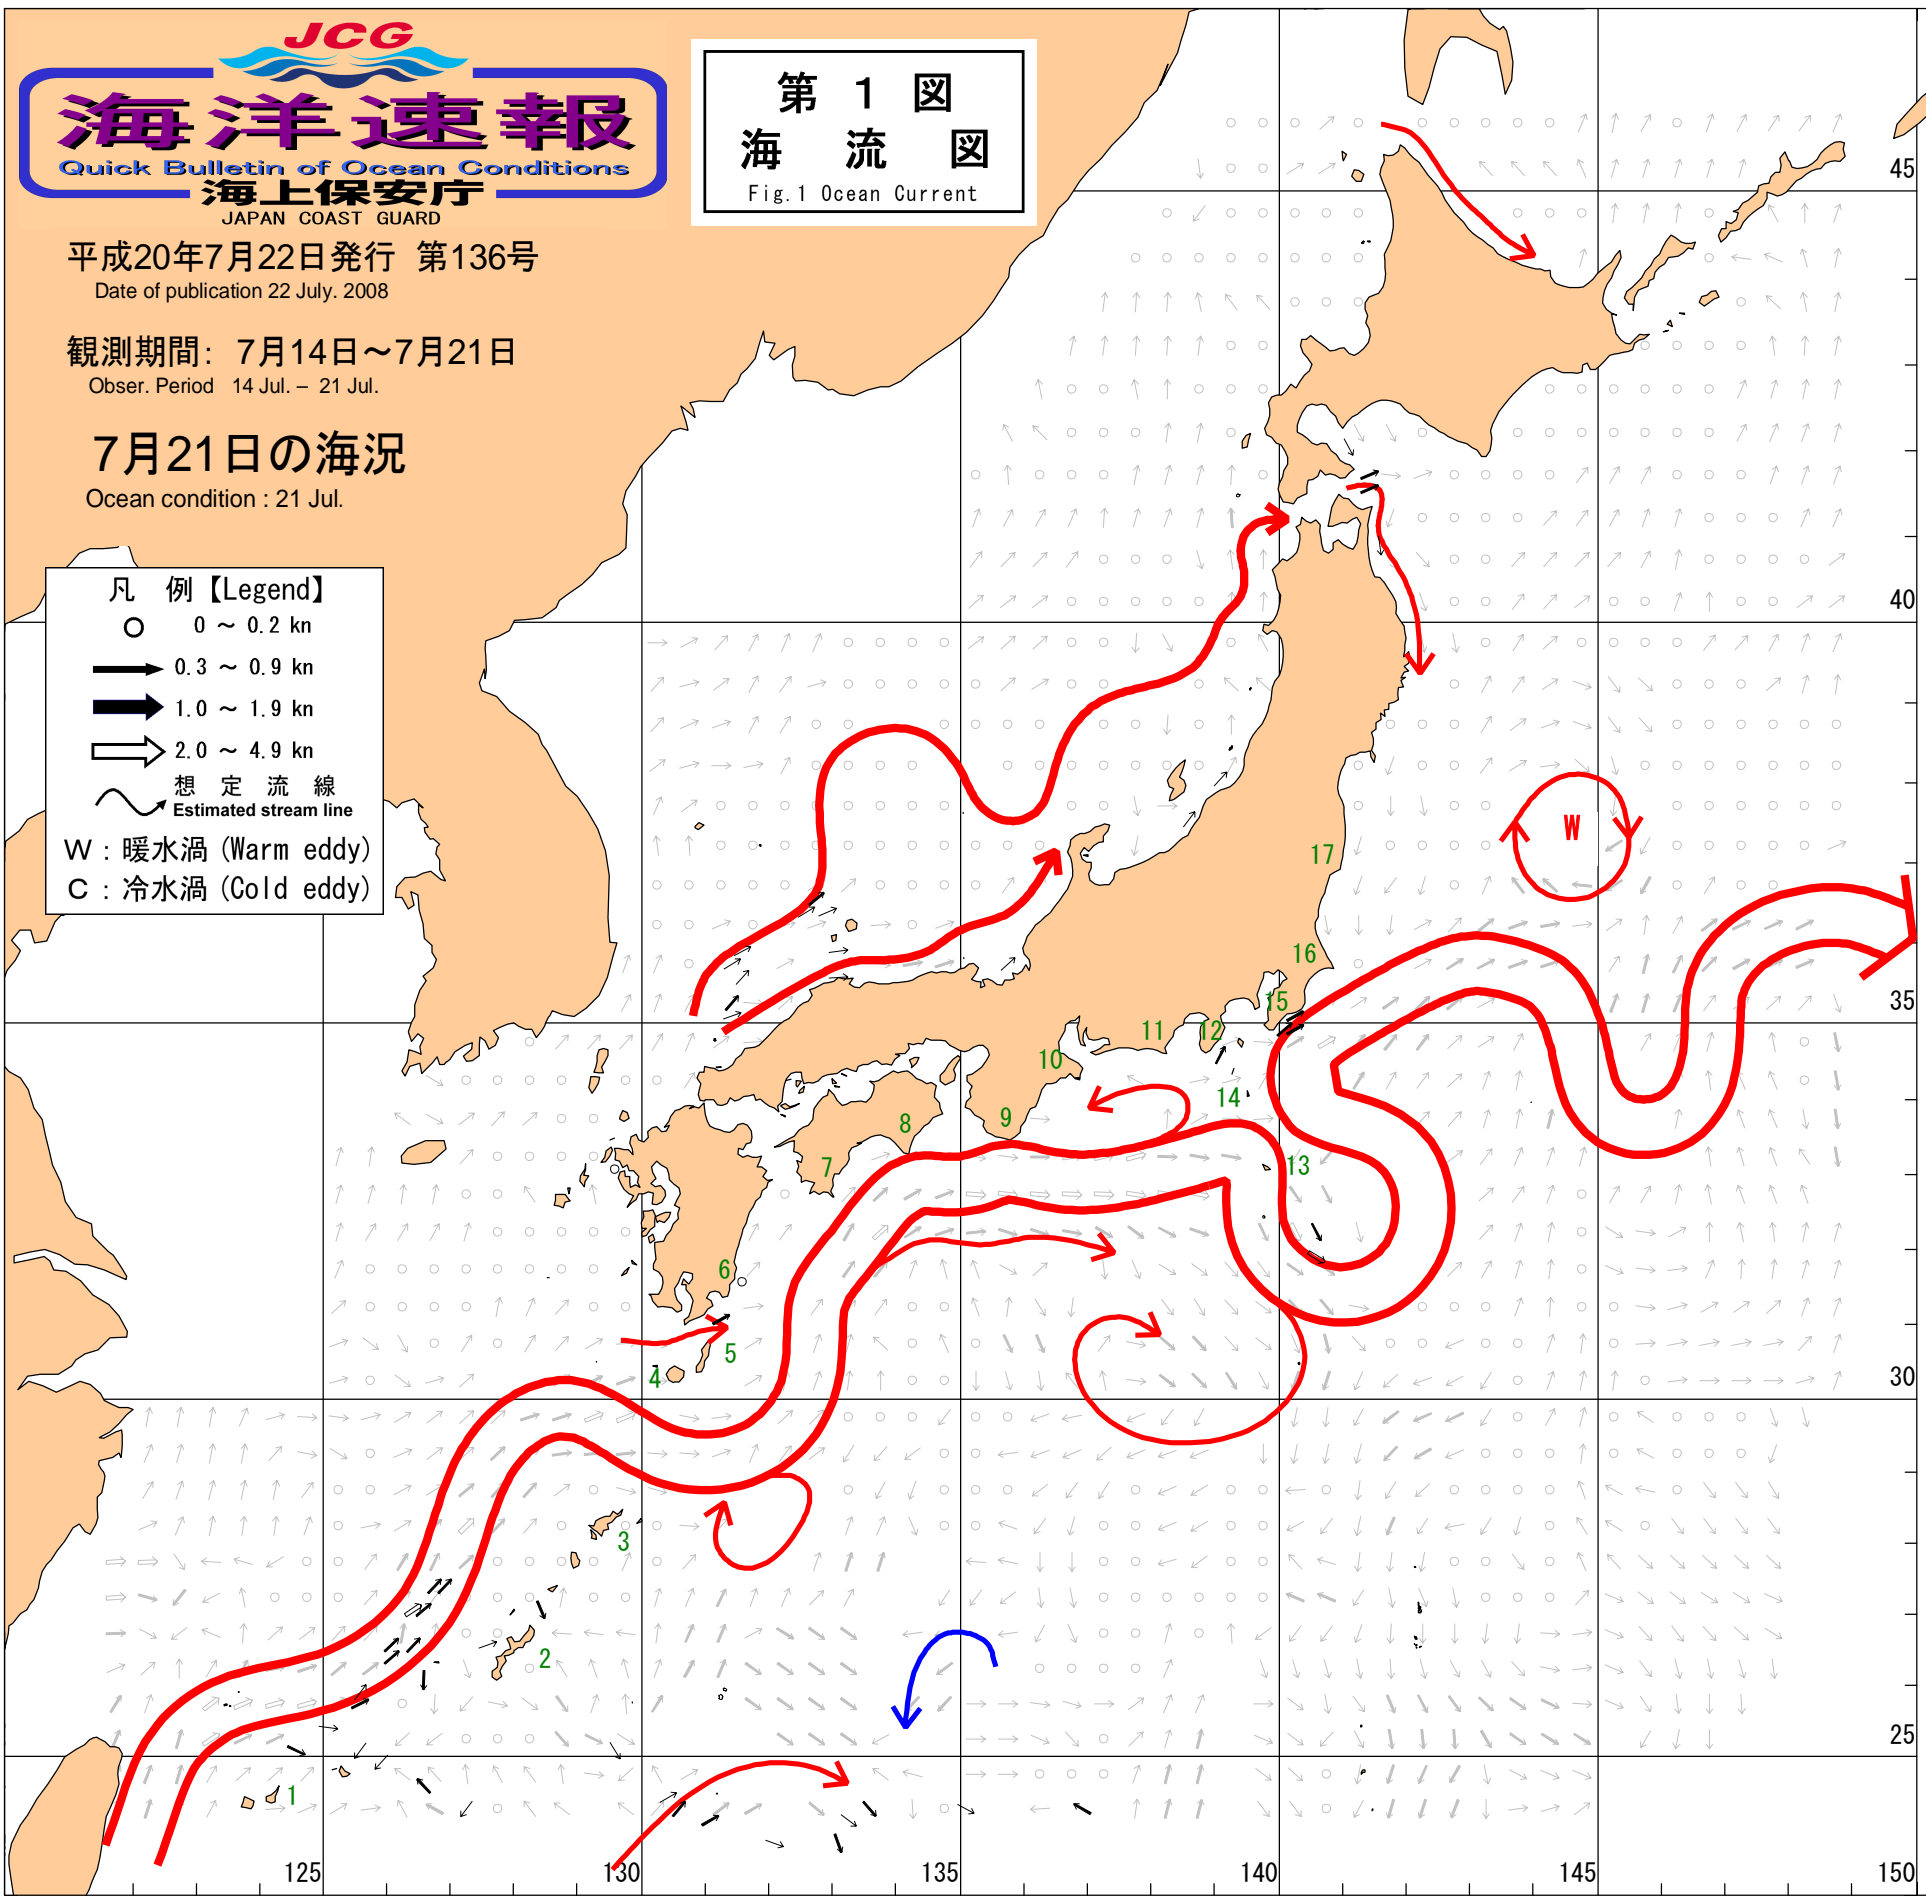 JCG
海洋速報
Quick Bulletin of Ocean Conditions
海上保安庁
JAPAN COAST GUARD
第 1 図
海 流 図
Fig.1 Ocean Current
平成20年7月22日発行 第136号
Date of publication 22 July. 2008
観測期間: 7月14日～7月21日
Obser. Period 14 Jul. – 21 Jul.
7月21日の海況
Ocean condition : 21 Jul.
凡 例【Legend】
0 ～ 0.2 kn
0.3 ～ 0.9 kn
1.0 ～ 1.9 kn
2.0 ～ 4.9 kn
想 定 流 線
Estimated stream line
W : 暖水渦 (Warm eddy)
C : 冷水渦 (Cold eddy)
45
40
W
17
16
35
15
12
11
10
14
9
8
7
13
6
5
4
30
3
2
25
1
125
130
135
140
145
150